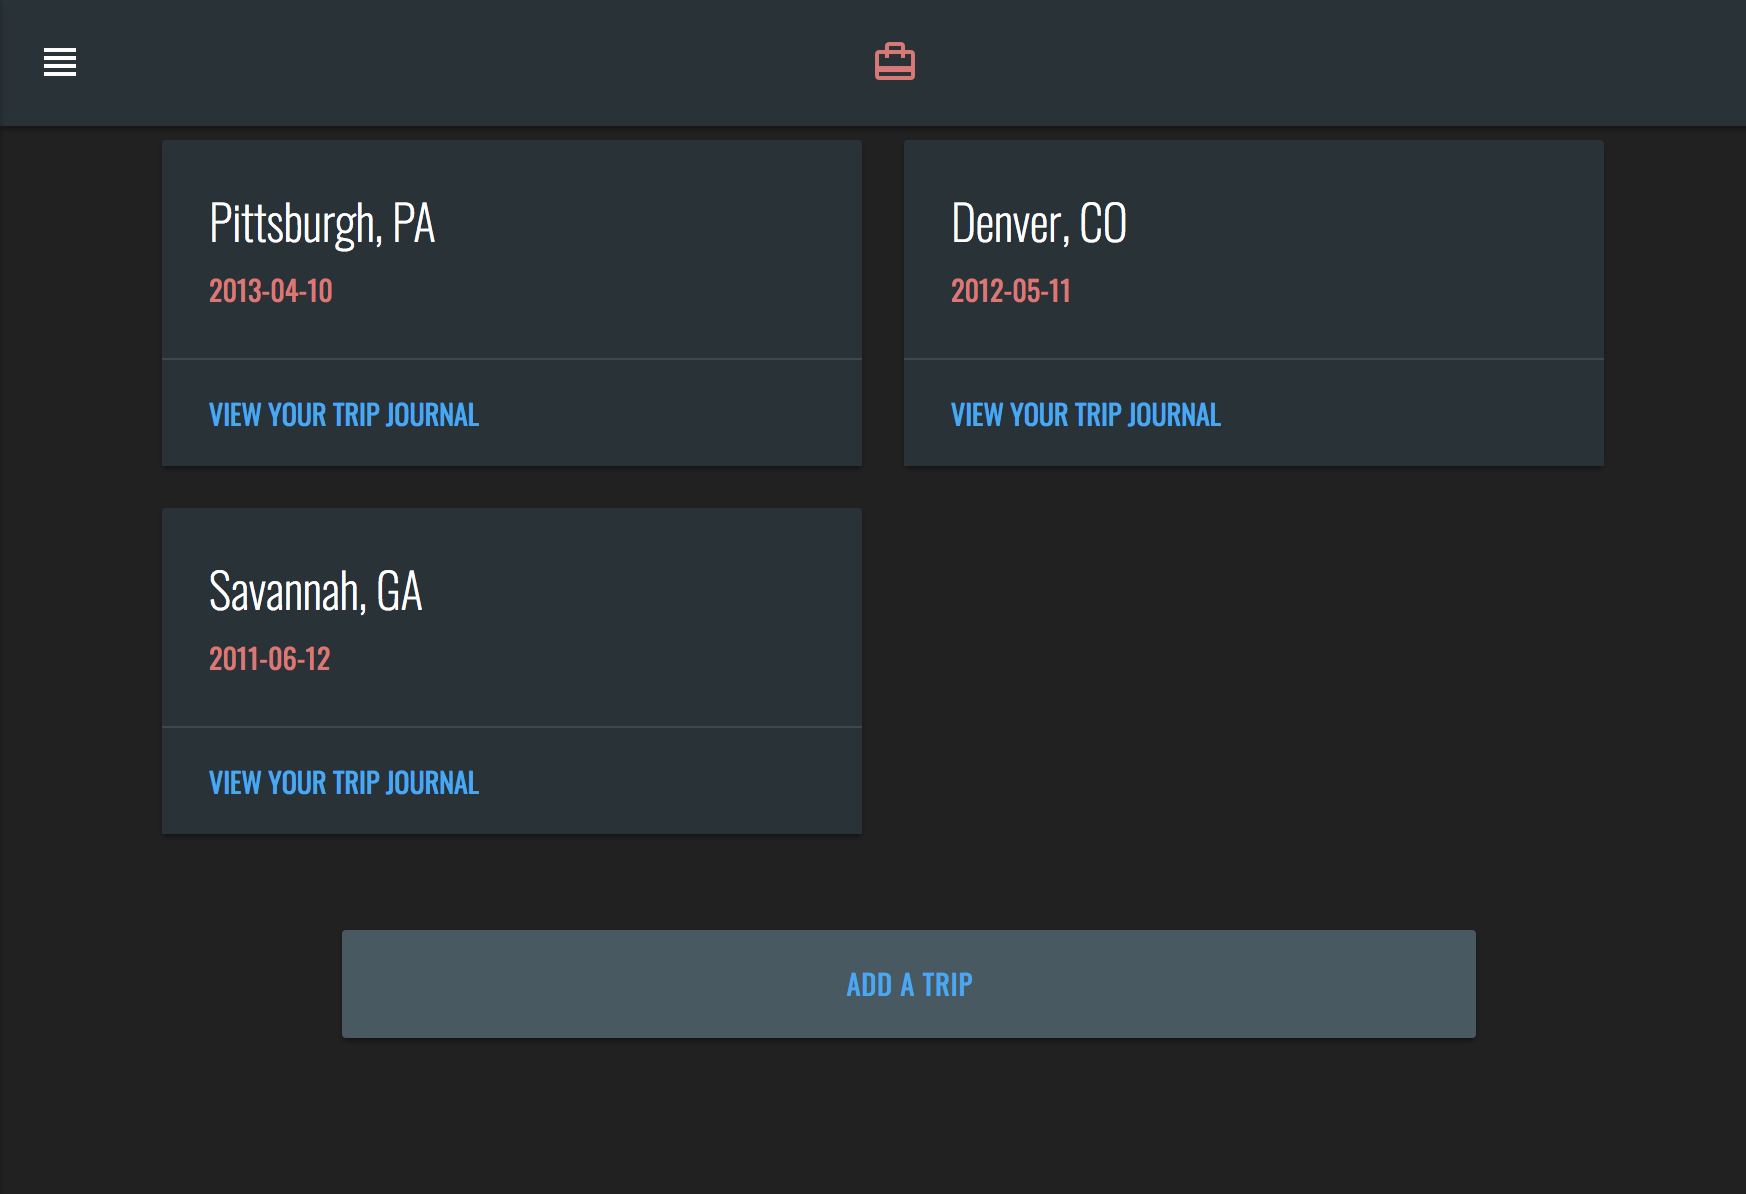 Pittsburgh, PA
2013-04-10
VIEW YOUR TRIP JOURNAL
Denver, CO
2012-05-11
VIEW YOUR TRIP JOURNAL
Savannah, GA
2011-06-12
VIEW YOUR TRIP JOURNAL
ADD A TRIP